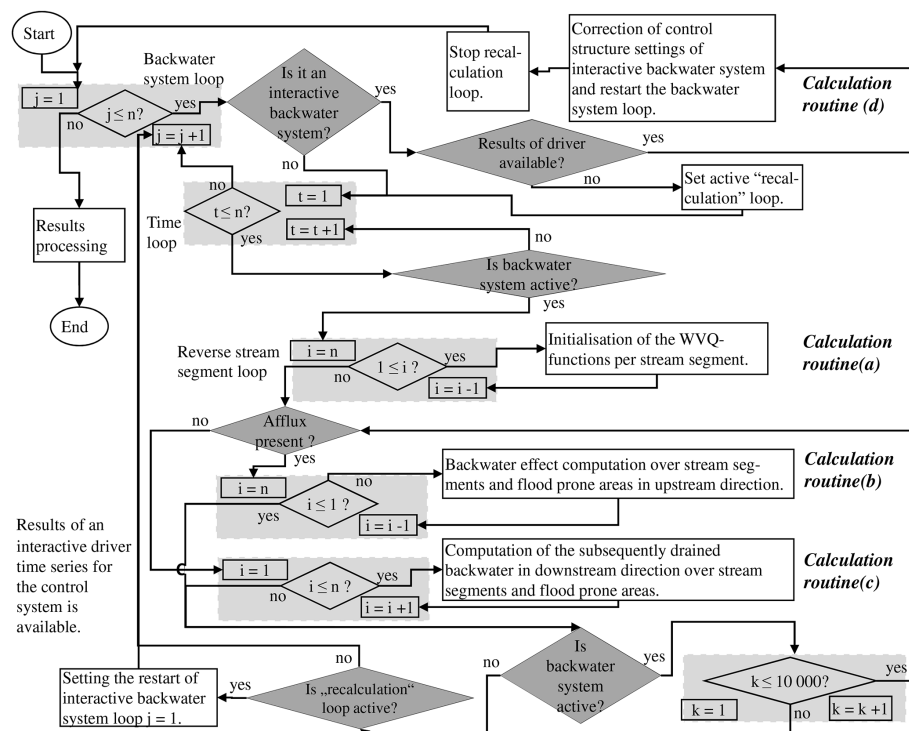 Start
Backwater
system loop
j = 1
j ≤ n?
yes
no
j = j +1
Is it an
interactive
backwater
system?
yes
no
Stop recal-
culation
loop.
Correction of control
structure settings of
interactive backwater system
and restart the backwater
system loop.
Calculation
routine (d)
Results of driver
available?
yes
no
Set active “recal-
culation” loop.
Results
processing
End
no
t ≤ n?
yes
t = 1
t = t +1
Time
loop
no
Is backwater
system active?
yes
Reverse stream
segment loop
i = n
1 ≤ i ?
yes
no
i = i -1
Initialisation of the WVQ-
functions per stream segment.
Calculation
routine(a)
no
Afflux
present ?
yes
i = n
no
i ≤ 1 ?
yes
i = i -1
Backwater effect computation over stream seg-
ments and flood prone areas in upstream direction.
Calculation
routine(b)
Results of an
interactive driver
time series for
the control
system is
available.
i = 1
i ≤ n ?
yes
no
i = i +1
Computation of the subsequently drained
backwater in downstream direction over stream
segments and flood prone areas.
Calculation
routine(c)
Setting the restart of
interactive backwater
system loop j = 1.
yes
no
Is „recalculation“
loop active?
no
Is
backwater
system
active?
yes
k ≤ 10 000?
yes
k = 1
no
k = k +1